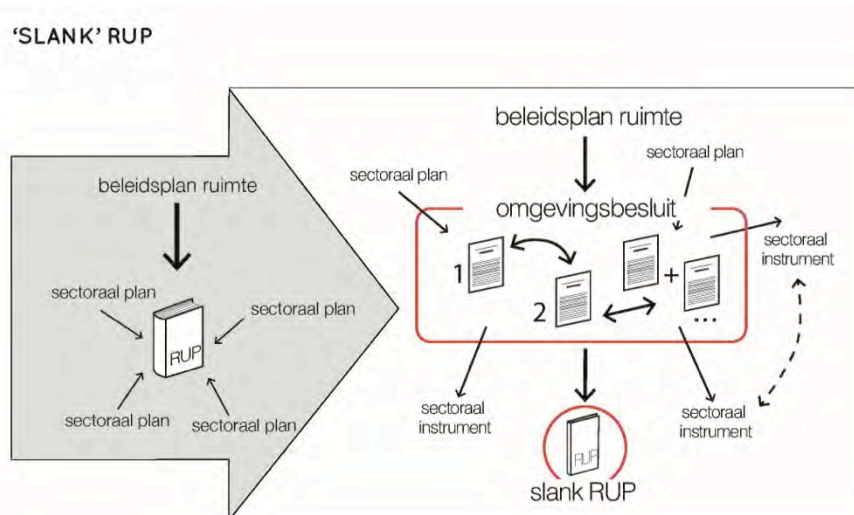 ‘SLANK’ RUP
beleidsplan ruimte
sectoraal plan
sectoraal plan
RUP
sectoraal plan
sectoraal plan
beleidsplan ruimte
sectoraal plan
sectoraal plan
omgevingsbesluit
1
2
+
...
sectoraal
instrument
sectoraal
instrument
sectoraal
instrument
RUP
slank RUP